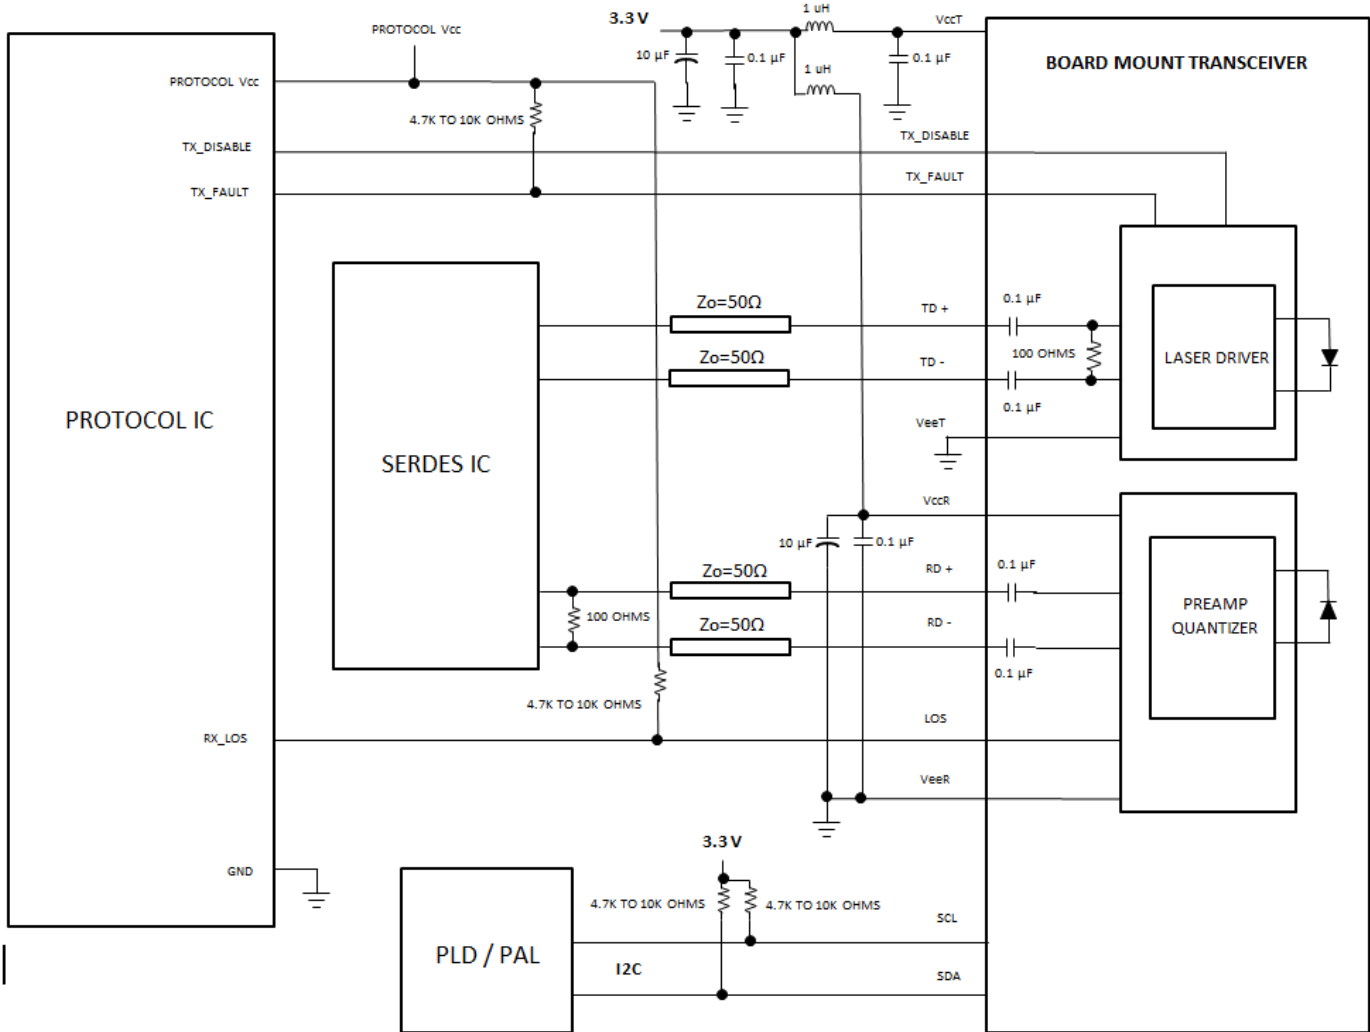 1 uH
3.3 V
VccT
PROTOCOL Vcc
10 µF
0.1 µF
0.1 µF
BOARD MOUNT TRANSCEIVER
1 uH
PROTOCOL Vcc
4.7K TO 10K OHMS
TX_DISABLE
TX_DISABLE
TX_FAULT
TX_FAULT
Zo=50Ω
TD +
0.1 µF
Zo=50Ω
TD -
100 OHMS
LASER DRIVER
0.1 µF
PROTOCOL IC
VeeT
SERDES IC
VccR
10 µF
0.1 µF
Zo=50Ω
RD +
0.1 µF
100 OHMS
Zo=50Ω
RD -
PREAMP
QUANTIZER
0.1 µF
4.7K TO 10K OHMS
LOS
RX_LOS
VeeR
3.3 V
GND
4.7K TO 10K OHMS
4.7K TO 10K OHMS
SCL
PLD / PAL
I2C
SDA